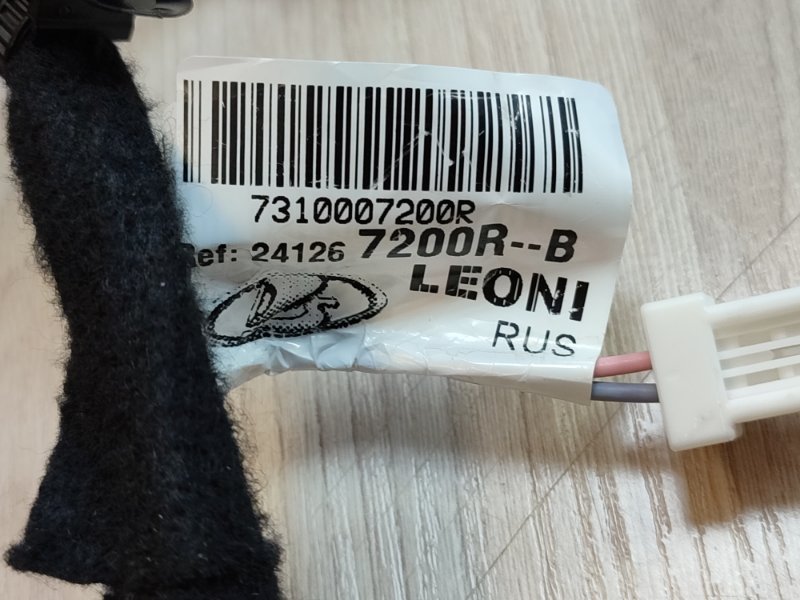 7310007200R
Ref: 24126 7200R--B
LEONI
RUS